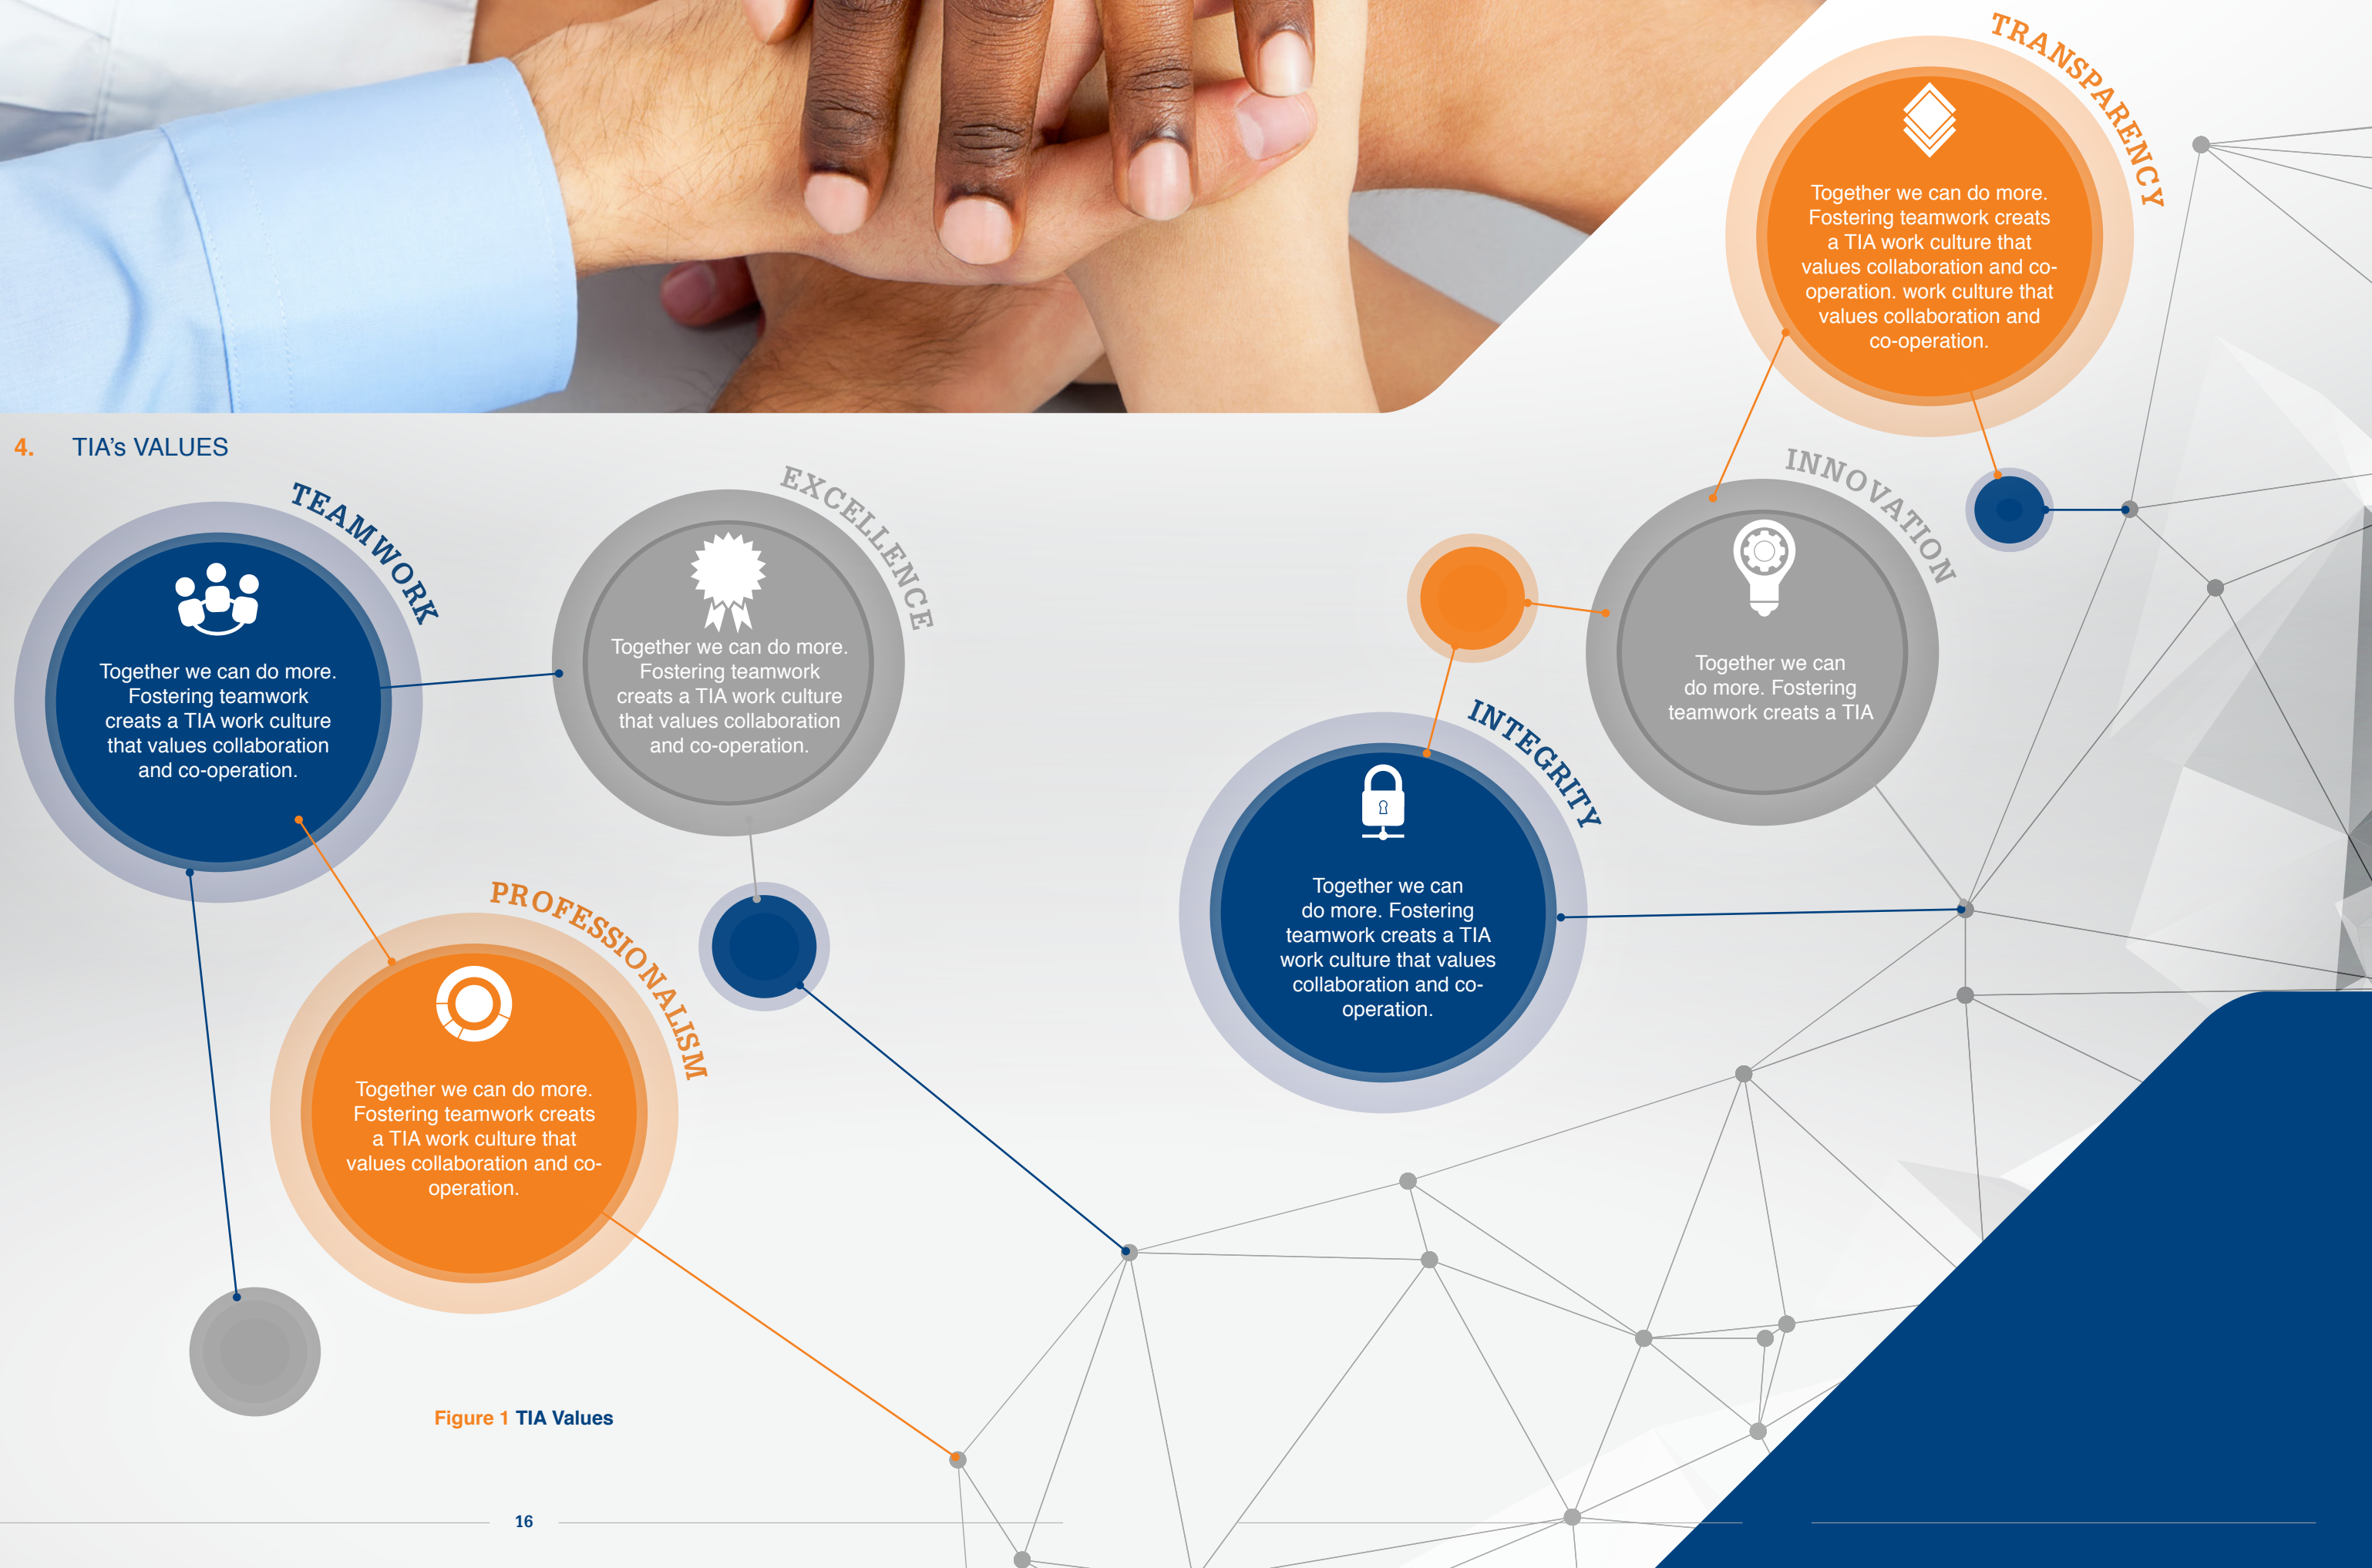 4. TIA's VALUES
TEAMWORK
Together we can do more.
Fostering teamwork
creats a TIA work culture
that values collaboration
and co-operation.
EXCELLENCE
Together we can do more.
Fostering teamwork
creats a TIA work culture
that values collaboration
and co-operation.
PROFESSIONALISM
Together we can do more.
Fostering teamwork creats
a TIA work culture that
values collaboration and co-
operation.
Figure 1 TIA Values
16
TRANSPARENCY
Together we can do more.
Fostering teamwork creats
a TIA work culture that
values collaboration and co-
operation. work culture that
values collaboration and
co-operation.
INNOVATION
Together we can
do more. Fostering
teamwork creats a TIA
INTEGRITY
Together we can
do more. Fostering
teamwork creats a TIA
work culture that values
collaboration and co-
operation.